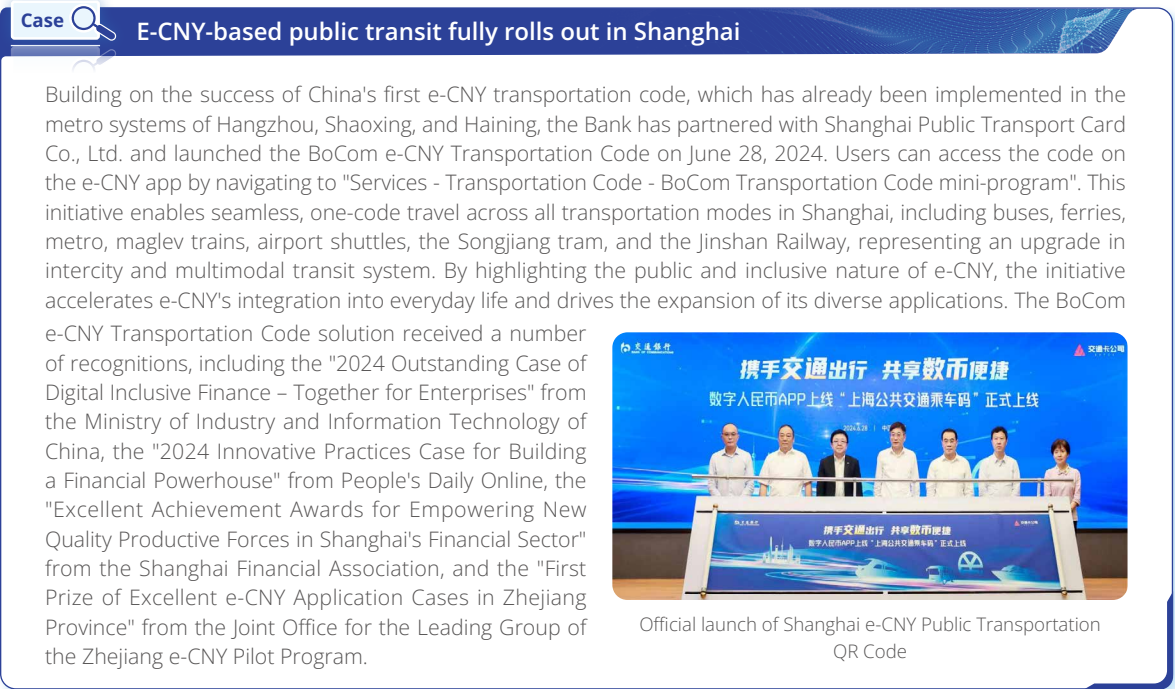 Case
E-CNY-based public transit fully rolls out in Shanghai
Building on the success of China's first e-CNY transportation code, which has already been implemented in the
metro systems of Hangzhou, Shaoxing, and Haining, the Bank has partnered with Shanghai Public Transport Card
Co., Ltd. and launched the BoCom e-CNY Transportation Code on June 28, 2024. Users can access the code on
the e-CNY app by navigating to "Services - Transportation Code - BoCom Transportation Code mini-program". This
initiative enables seamless, one-code travel across all transportation modes in Shanghai, including buses, ferries,
metro, maglev trains, airport shuttles, the Songjiang tram, and the Jinshan Railway, representing an upgrade in
intercity and multimodal transit system. By highlighting the public and inclusive nature of e-CNY, the initiative
accelerates e-CNY's integration into everyday life and drives the expansion of its diverse applications. The BoCom
e-CNY Transportation Code solution received a number
of recognitions, including the "2024 Outstanding Case of
Digital Inclusive Finance – Together for Enterprises" from
the Ministry of Industry and Information Technology of
China, the "2024 Innovative Practices Case for Building
a Financial Powerhouse" from People's Daily Online, the
"Excellent Achievement Awards for Empowering New
Quality Productive Forces in Shanghai's Financial Sector"
from the Shanghai Financial Association, and the "First
Prize of Excellent e-CNY Application Cases in Zhejiang
Province" from the Joint Office for the Leading Group of
the Zhejiang e-CNY Pilot Program.
交通银行
BANK OF COMMUNICATIONS
交通卡公司
携手交通出行 共享数币便捷
数字人民币APP上线“上海公共交通乘车码”正式上线
交通银行
交通卡公司
携手交通出行 共享数币便捷
数字人民币APP上线“上海公共交通乘车码”正式上线
Official launch of Shanghai e-CNY Public Transportation
QR Code